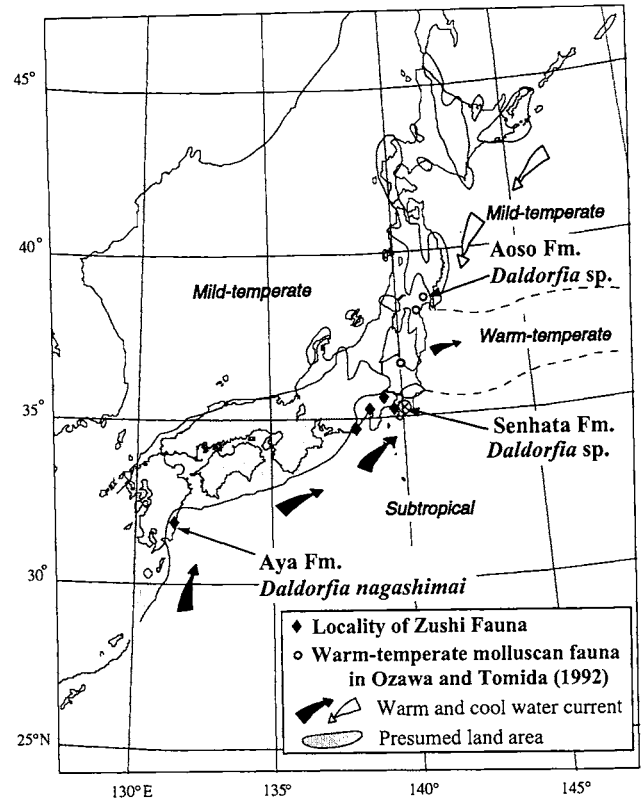 45°
Mild-temperate
Aoso Fm.
Daldorfia sp.
40°
Mild-temperate
Warm-temperate
35°
Senhata Fm.
Daldorfia sp.
Subtropical
Aya Fm.
Daldorfia nagashimai
30°
Locality of Zushi Fauna
Warm-temperate molluscan fauna
in Ozawa and Tomida (1992)
Warm and cool water current
Presumed land area
25°N
130°E
135°
140°
145°